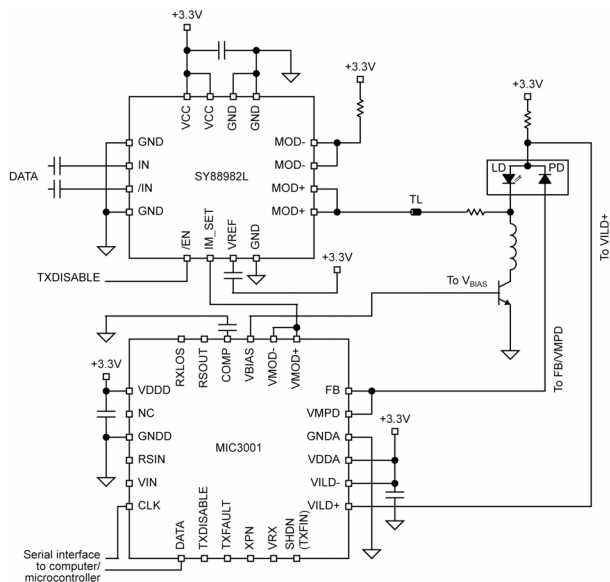 +3.3V
+3.3V
+3.3V
VCC
VCC
GND
GND
GND
IN
/IN
GND
DATA
SY88982L
MOD-
MOD-
MOD+
MOD+
/EN
IM_SET
VREF
GND
TXDISABLE
TL
LD
PD
+3.3V
To VBIAS
To VILD+
To FB/VMPD
+3.3V
RXLOS
RSOUT
COMP
VBIAS
VMOD-
VMOD+
VDDD
NC
GNDD
RSIN
VIN
CLK
MIC3001
FB
VMPD
GNDA
VDDA
VILD-
VILD+
+3.3V
DATA
TXDISABLE
TXFAULT
XPN
VRX
SHDN
(TXFIN)
Serial interface
to computer/
microcontroller